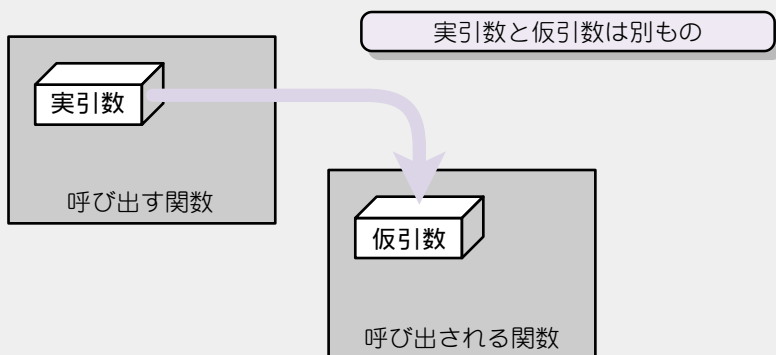 実引数と仮引数は別もの
実引数
呼び出す関数
仮引数
呼び出される関数